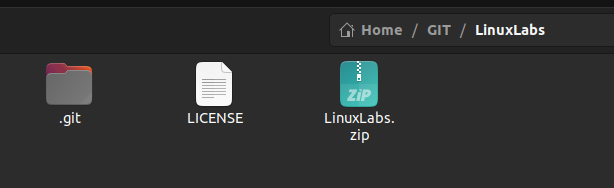 Home / GIT / LinuxLabs
ZiP
.git
LICENSE
LinuxLabs.
zip